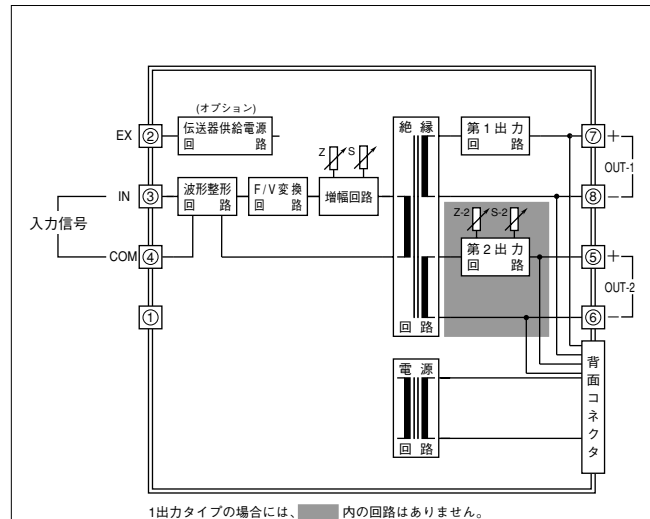 (オプション)
EX ② 伝送器供給電源
回 路
絶 縁
第1出力
回 路
⑦ +
OUT-1
Z S
IN ③ 波形整形
回 路
F/V変換
回 路
増幅回路
⑧ −
入力信号
Z-2 S-2
COM ④
第2出力
回 路
⑤ +
OUT-2
①
回 路
⑥ −
電 源
回 路
背面コネクタ
1出力タイプの場合には、 内の回路はありません。